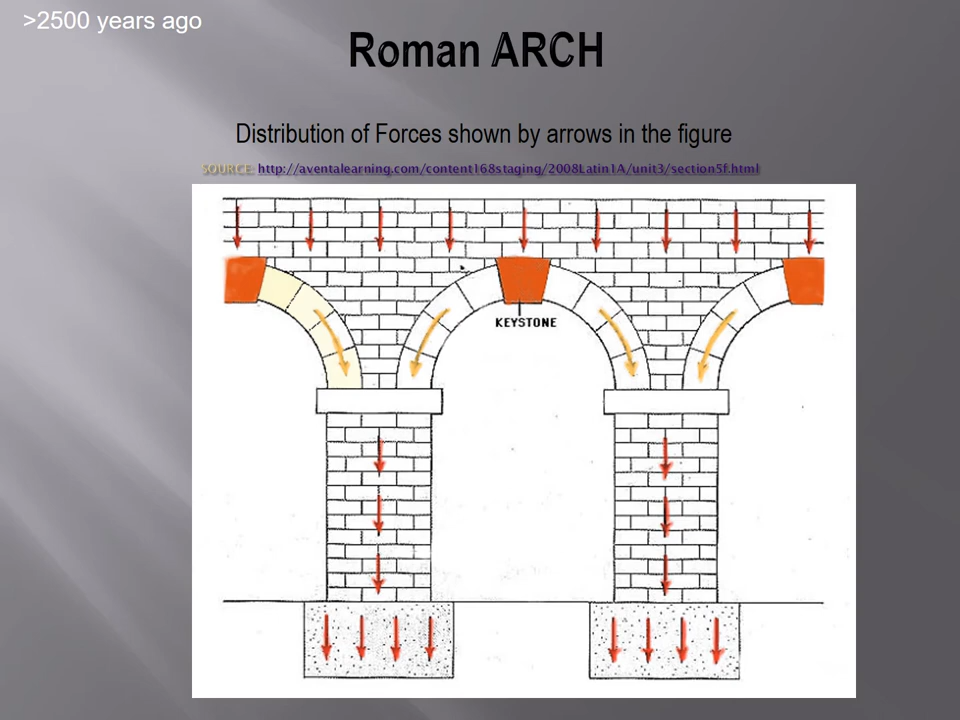 >2500 years ago
Roman ARCH
Distribution of Forces shown by arrows in the figure
SOURCE: http://aventalearning.com/content168staging/2008Latin1A/unit3/section5f.html
KEYSTONE